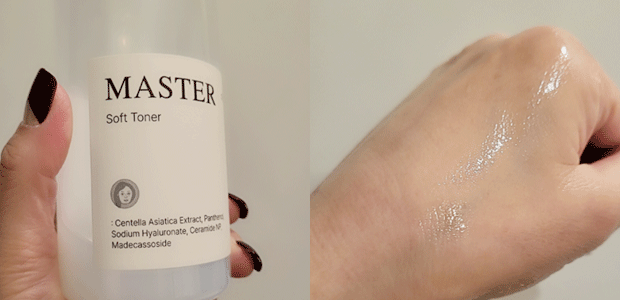 MASTER
Soft Toner
: Centella Asiatica Extract,
Sodium Hyaluronate, Ceramide NP,
Madecassoside